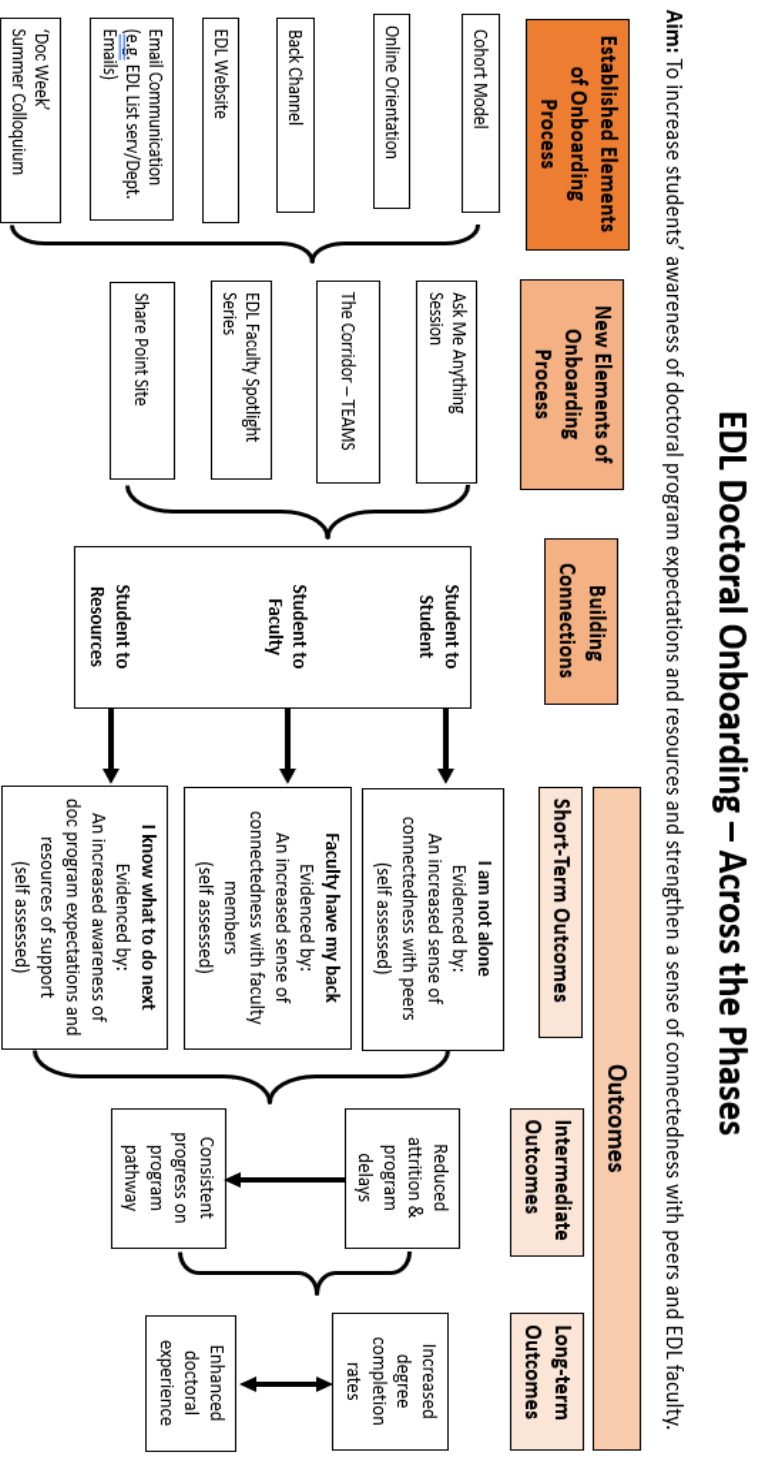 EDL Doctoral Onboarding – Across the Phases
Aim: To increase students’ awareness of doctoral program expectations and resources and strengthen a sense of connectedness with peers and EDL faculty.
Established Elements
of Onboarding
Process
Cohort Model
Online Orientation
Back Channel
EDL Website
Email Communication
(e.g. EDL List serv/Dept.
Emails)
‘Doc Week’
Summer Colloquium
New Elements of
Onboarding
Process
Ask Me Anything
Session
The Corridor – TEAMS
EDL Faculty Spotlight
Series
Share Point Site
Building
Connections
Student to
Student
Student to
Faculty
Student to
Resources
Outcomes
Short-Term Outcomes
I am not alone
Evidenced by:
An increased sense of
connectedness with peers
(self assessed)
Faculty have my back
Evidenced by:
An increased sense of
connectedness with faculty
members
(self assessed)
I know what to do next
Evidenced by:
An increased awareness of
doc program expectations and
resources of support
(self assessed)
Intermediate
Outcomes
Reduced
attrition &
program
delays
Consistent
progress on
program
pathway
Long-term
Outcomes
Increased
degree
completion
rates
Enhanced
doctoral
experience